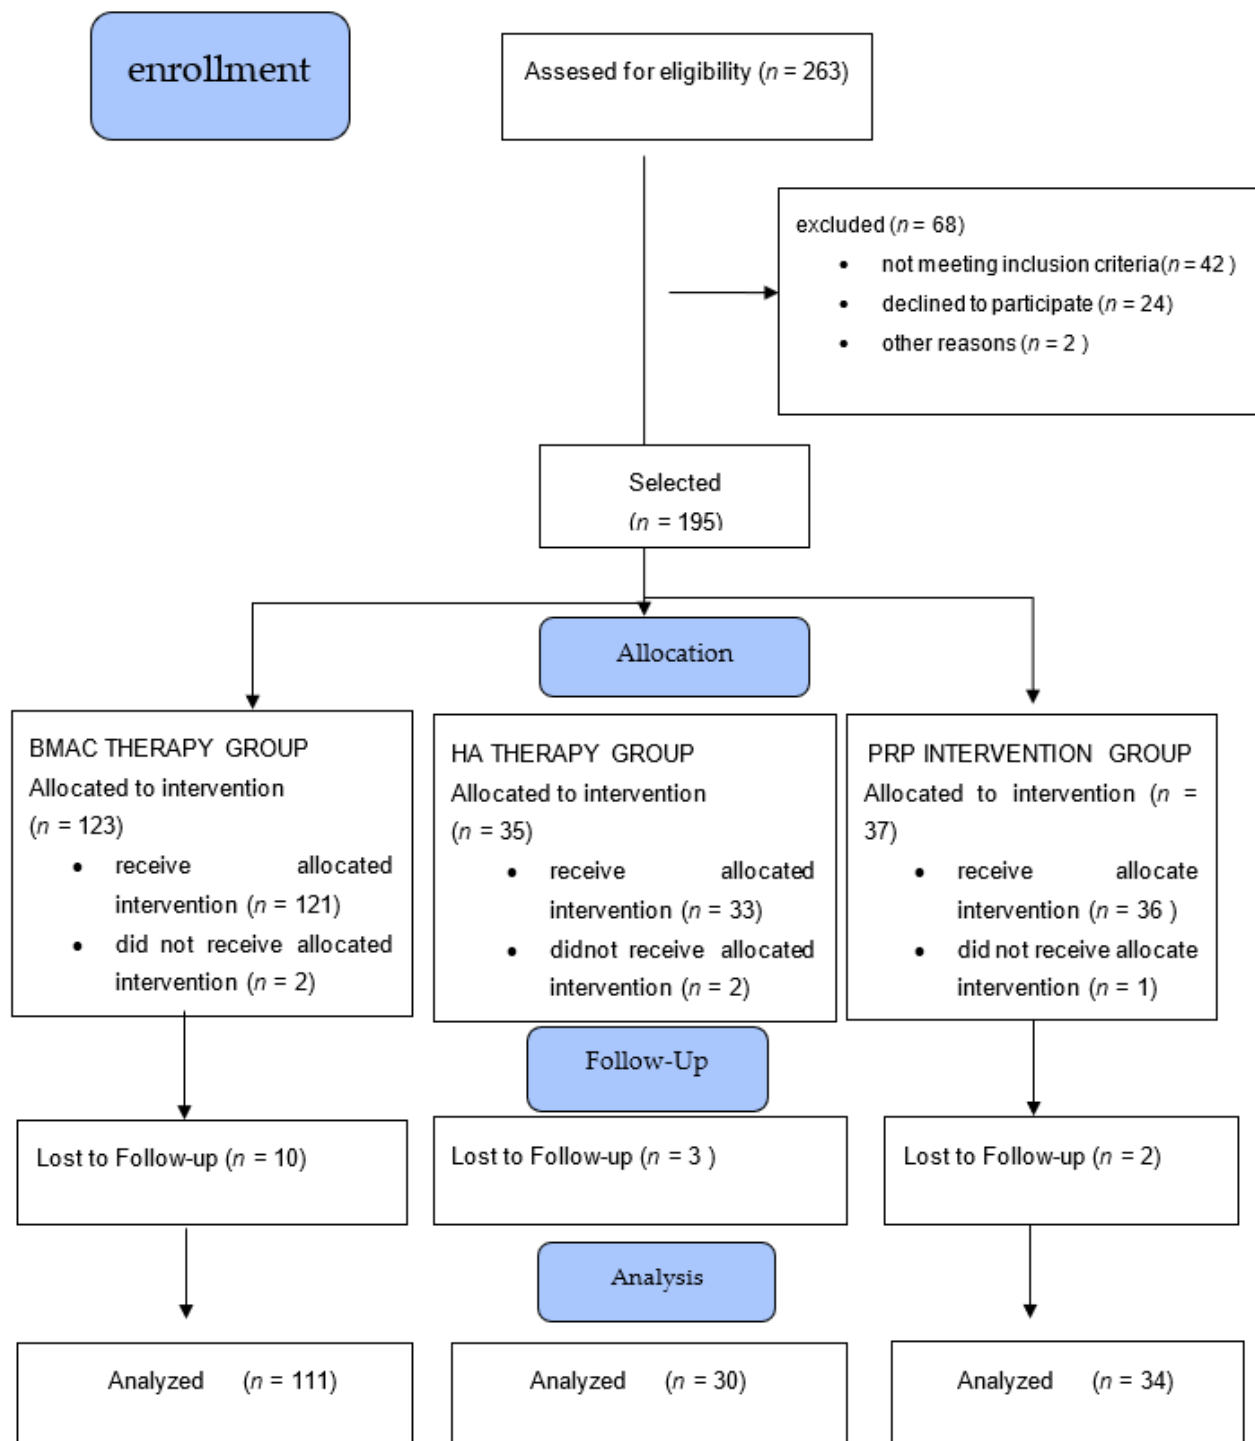 enrollment
Assesed for eligibility (n = 263)
excluded (n = 68)
• not meeting inclusion criteria(n = 42 )
• declined to participate (n = 24)
• other reasons (n = 2 )
Selected
(n = 195)
Allocation
BMAC THERAPY GROUP
Allocated to intervention
(n = 123)
• receive allocated
intervention (n = 121)
• did not receive allocated
intervention (n = 2)
HA THERAPY GROUP
Allocated to intervention
(n = 35)
• receive allocated
intervention (n = 33)
• didnot receive allocated
intervention (n = 2)
PRP INTERVENTION GROUP
Allocated to intervention (n =
37)
• receive allocate
intervention (n = 36 )
• did not receive allocate
intervention (n = 1)
Follow-Up
Lost to Follow-up (n = 10)
Lost to Follow-up (n = 3 )
Lost to Follow-up (n = 2)
Analysis
Analyzed (n = 111)
Analyzed (n = 30)
Analyzed (n = 34)